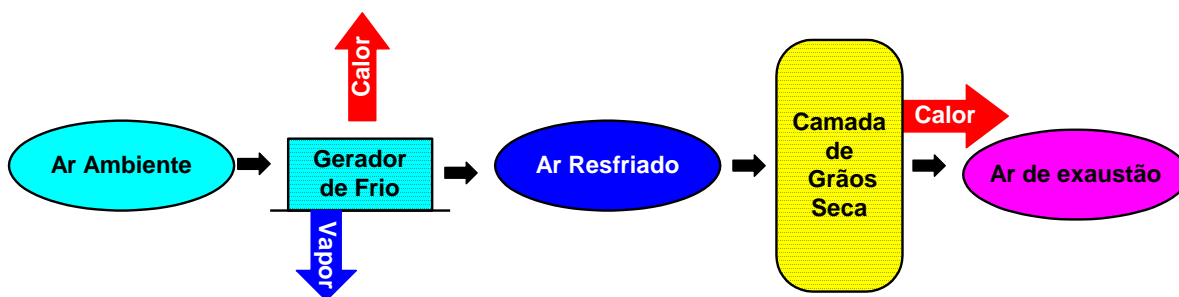 Ar Ambiente
Calor
Gerador
de Frio
Vapor
Ar Resfriado
Camada
de
Grãos
Seca
Calor
Ar de exaustão